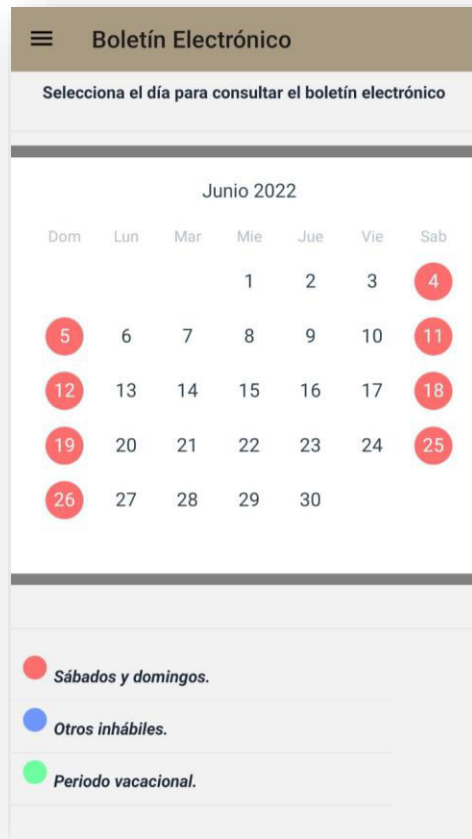 Boletín Electrónico
Selecciona el día para consultar el boletín electrónico
Junio 2022
Dom Lun Mar Mie Jue Vie Sab
1 2 3 4
5 6 7 8 9 10 11
12 13 14 15 16 17 18
19 20 21 22 23 24 25
26 27 28 29 30
Sábados y domingos.
Otros inhábiles.
Periodo vacacional.